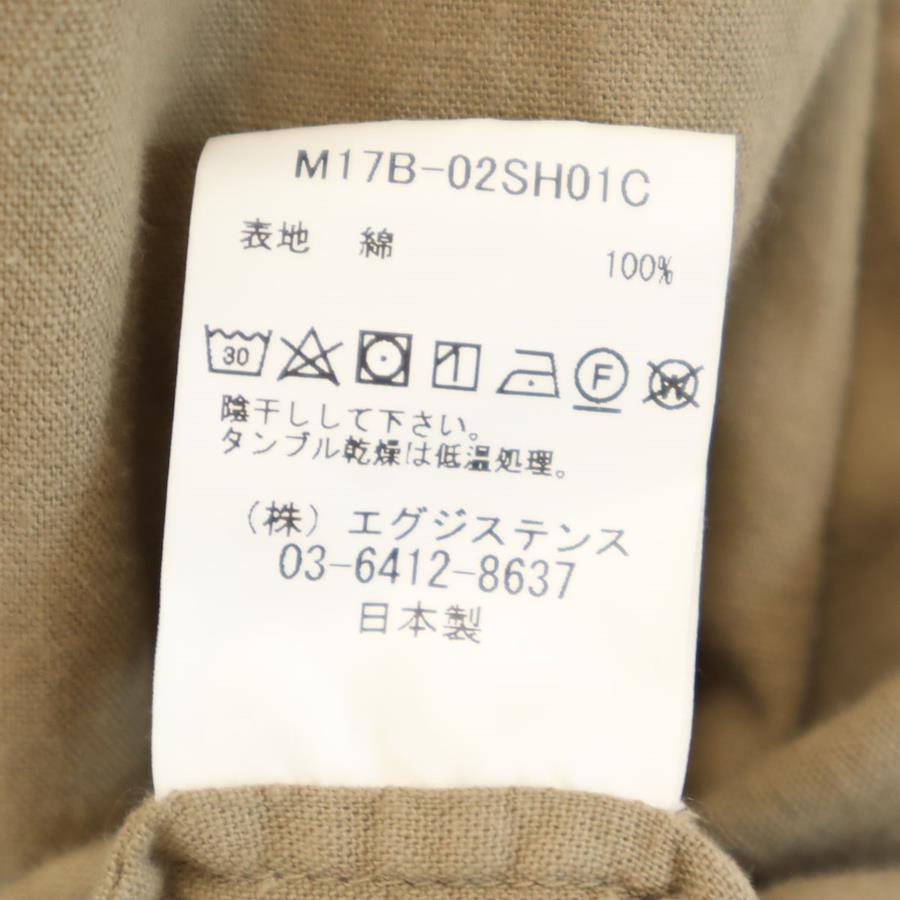 M17B-02SH01C
表地 綿 100%
30 F W
陰干しして下さい。
タンブル乾燥は低温処理。
（株）エグジステンス
03-6412-8637
日本製